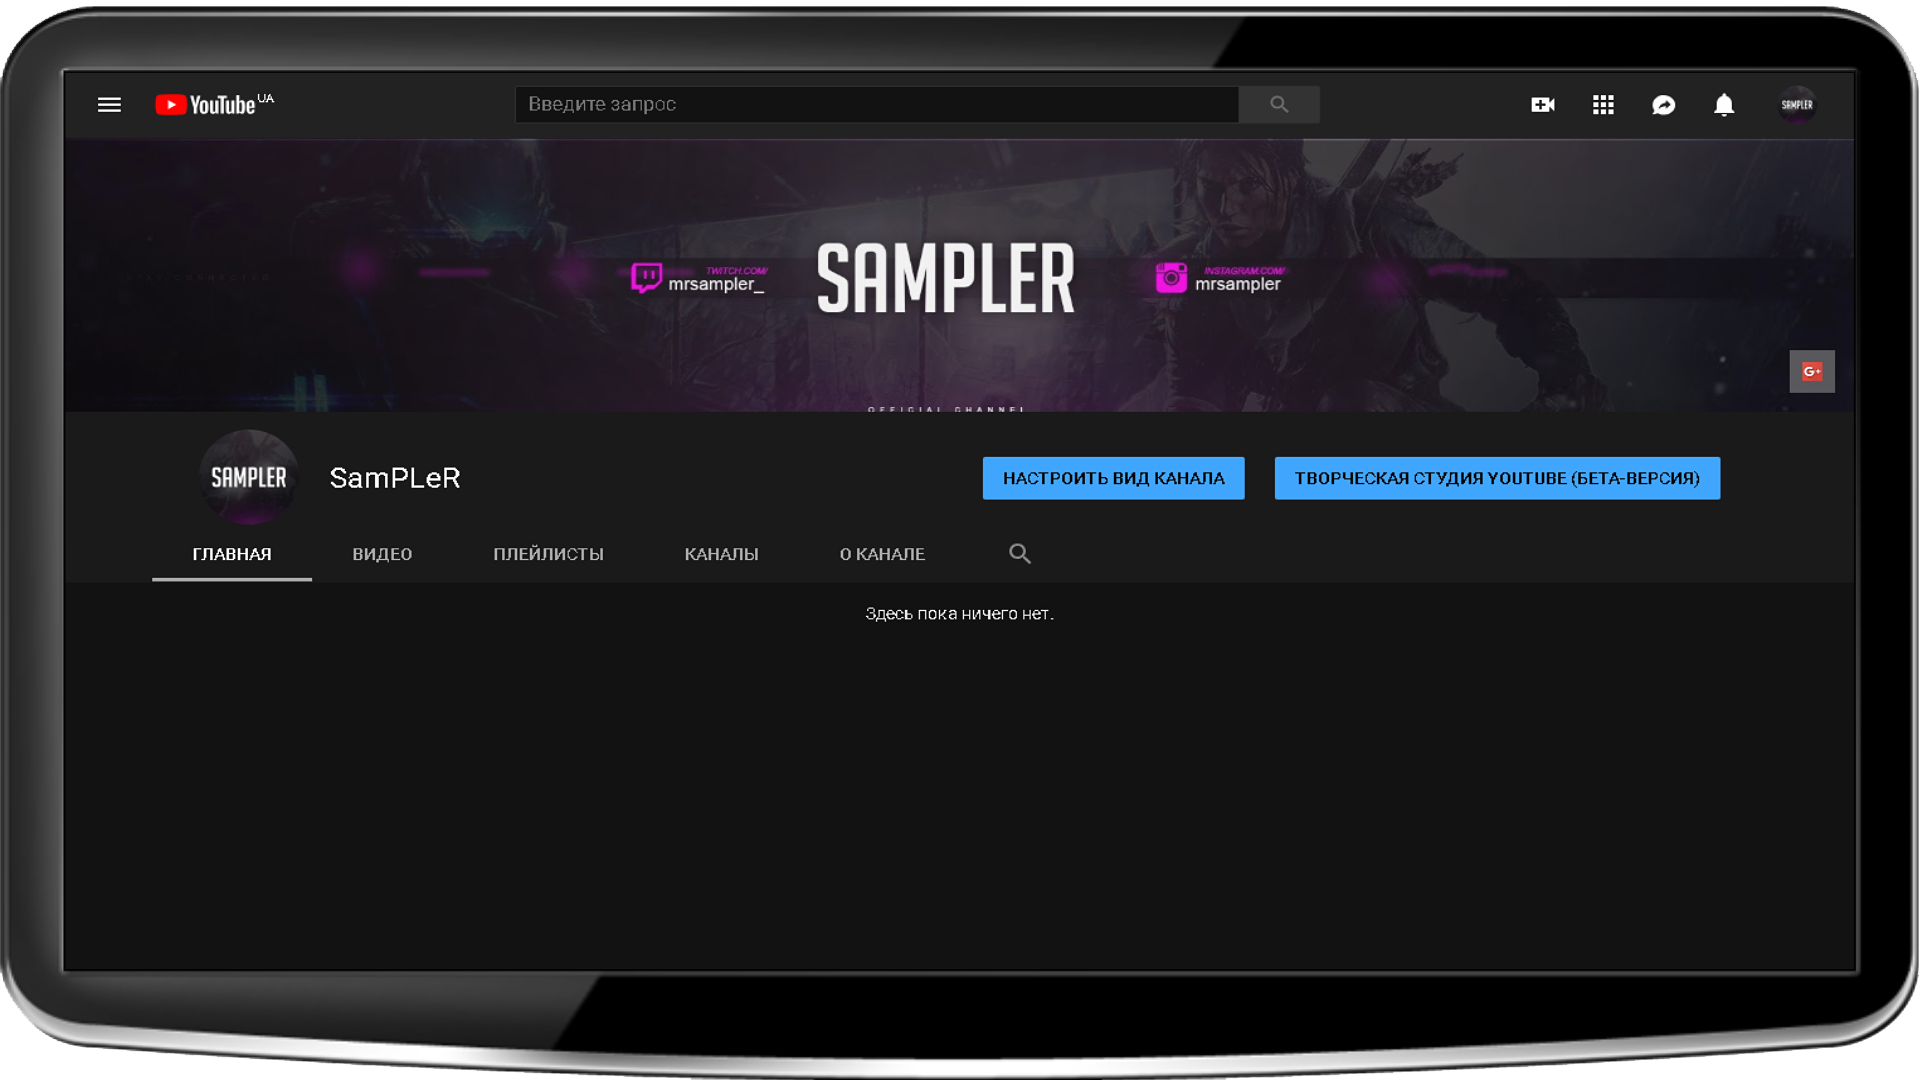 YouTube UA
Введите запрос
SAMPLER
TWITCH.COM/
mrsampler_
SAMPLER
INSTAGRAM.COM/
mrsampler
G+
OFFICIAL CHANNEL
SAMPLER
SamPLeR
НАСТРОИТЬ ВИД КАНАЛА
ТВОРЧЕСКАЯ СТУДИЯ YOUTUBE (БЕТА-ВЕРСИЯ)
ГЛАВНАЯ
ВИДЕО
ПЛЕЙЛИСТЫ
КАНАЛЫ
О КАНАЛЕ
Здесь пока ничего нет.